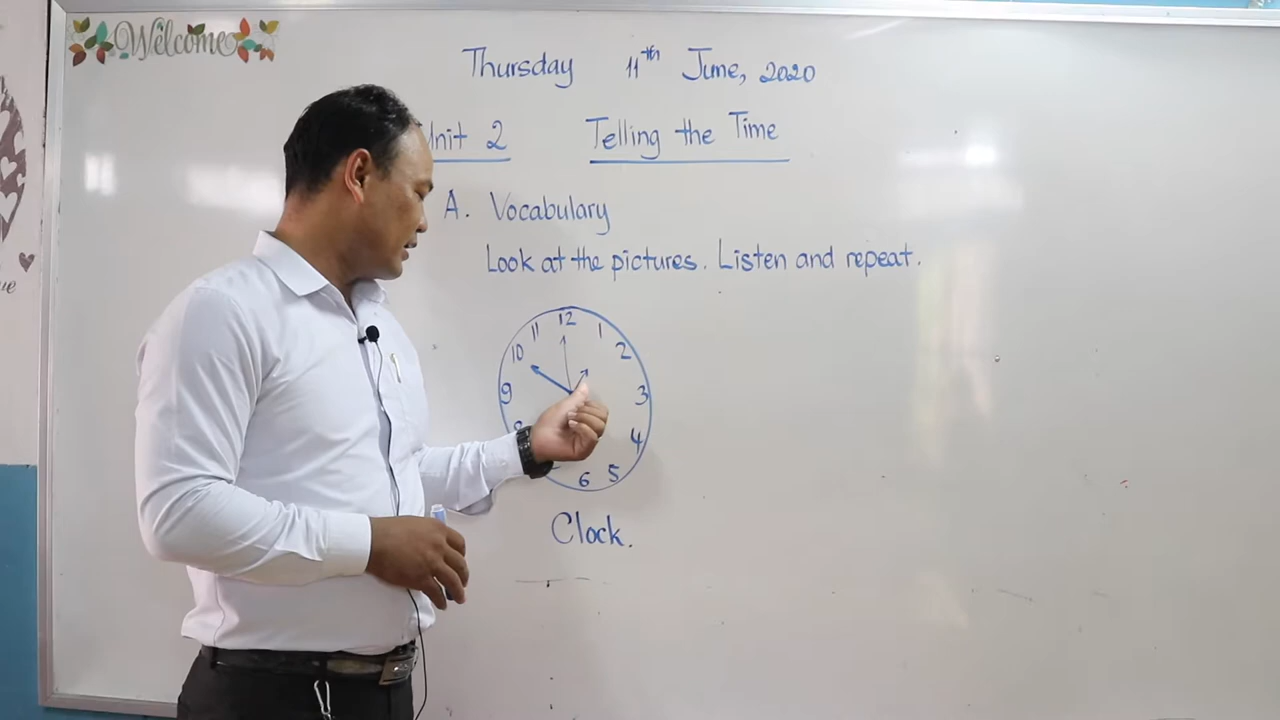 Welcome
Thursday 11th June, 2020
Unit 2 Telling the Time
A. Vocabulary
Look at the pictures. Listen and repeat.
12
11 1
10 2
9 3
4
6 5
Clock.